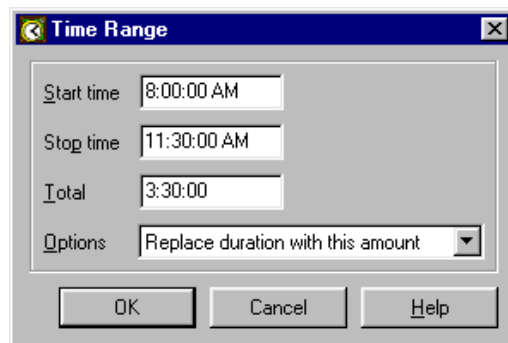 Time Range
Start time 8:00:00 AM
Stop time 11:30:00 AM
Total 3:30:00
Options Replace duration with this amount
OK Cancel Help